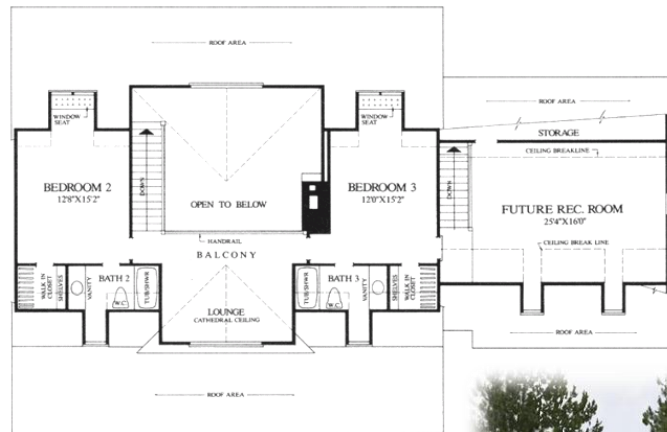 ROOF AREA
ROOF AREA
WINDOW
SEAT
WINDOW
SEAT
STORAGE
CEILING BREAKLINE
DOWN
DOWN
BEDROOM 2
12'8"X15'2"
OPEN TO BELOW
BEDROOM 3
12'0"X15'2"
FUTURE REC. ROOM
25'4"X16'0"
HANDRAIL
CEILING BREAK LINE
BALCONY
WALK IN
CLOSET
SHELVES
VANITY
BATH 2
W.C.
TUB/SHWR
LOUNGE
CATHEDRAL CEILING
TUB/SHWR
BATH 3
W.C.
VANITY
SHELVES
WALK IN
CLOSET
ROOF AREA
ROOF AREA